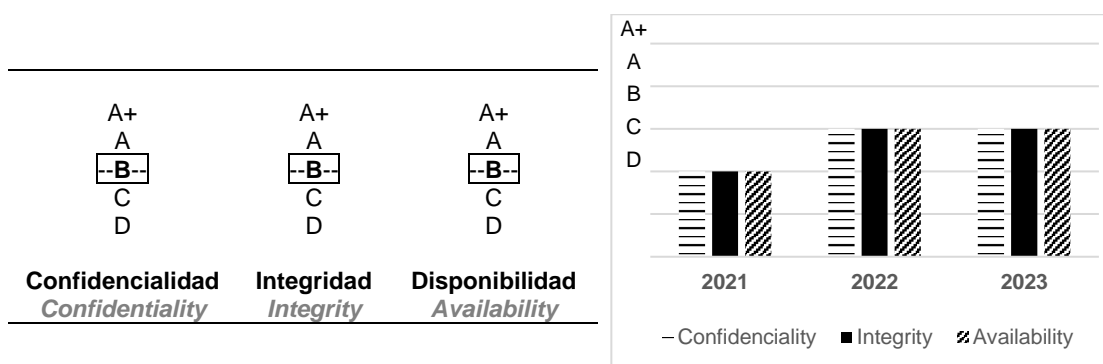 A+ A+ A+
A A A
--B-- --B-- --B--
C C C
D D D
Confidencialidad Integridad Disponibilidad
Confidentiality Integrity Availability
A+
A
B
C
D
2021 2022 2023
Confidenciality Integrity Availability